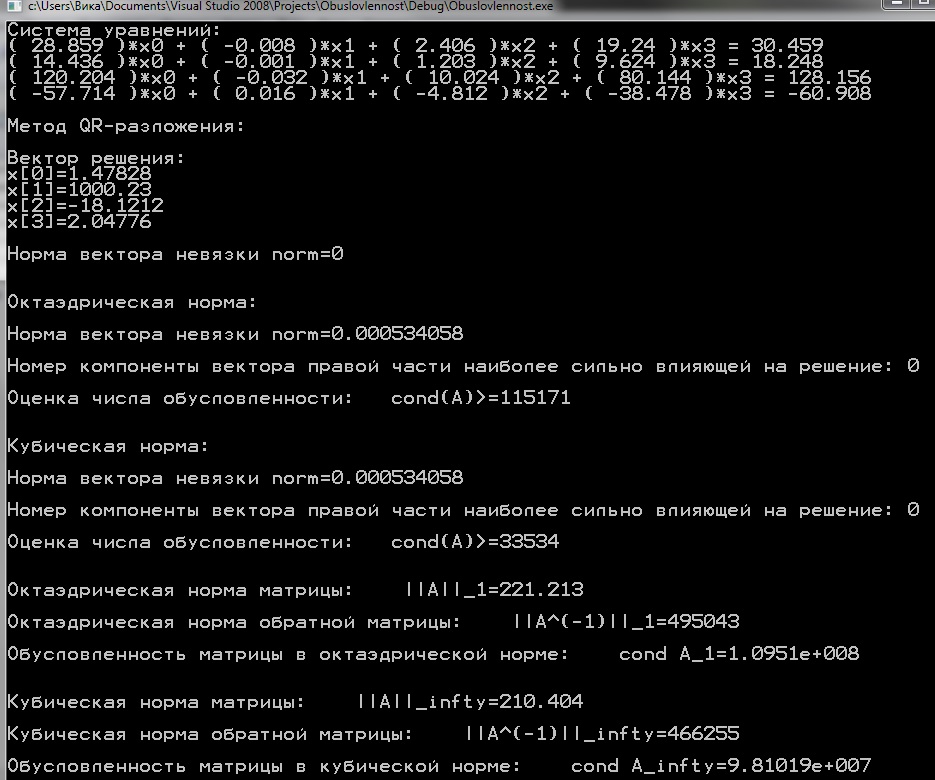 c:\Users\Вика\Documents\Visual Studio 2008\Projects\Obuslovlennost\Debug\Obuslovlennost.exe
Система уравнений:
( 28.859 )*x0 + ( -0.008 )*x1 + ( 2.406 )*x2 + ( 19.24 )*x3 = 30.459
( 14.436 )*x0 + ( -0.001 )*x1 + ( 1.203 )*x2 + ( 9.624 )*x3 = 18.248
( 120.204 )*x0 + ( -0.032 )*x1 + ( 10.024 )*x2 + ( 80.144 )*x3 = 128.156
( -57.714 )*x0 + ( 0.016 )*x1 + ( -4.812 )*x2 + ( -38.478 )*x3 = -60.908
Метод QR-разложения:
Вектор решения:
x[0]=1.47828
x[1]=1000.23
x[2]=-18.1212
x[3]=2.04776
Норма вектора невязки norm=0
Октаэдрическая норма:
Норма вектора невязки norm=0.000534058
Номер компоненты вектора правой части наиболее сильно влияющей на решение: 0
Оценка числа обусловленности:   cond(A)>=115171
Кубическая норма:
Норма вектора невязки norm=0.000534058
Номер компоненты вектора правой части наиболее сильно влияющей на решение: 0
Оценка числа обусловленности:   cond(A)>=33534
Октаэдрическая норма матрицы:    ||A||_1=221.213
Октаэдрическая норма обратной матрицы:    ||A^(-1)||_1=495043
Обусловленность матрицы в октаэдрической норме:    cond A_1=1.0951e+008
Кубическая норма матрицы:    ||A||_infty=210.404
Кубическая норма обратной матрицы:    ||A^(-1)||_infty=466255
Обусловленность матрицы в кубической норме:    cond A_infty=9.81019e+007